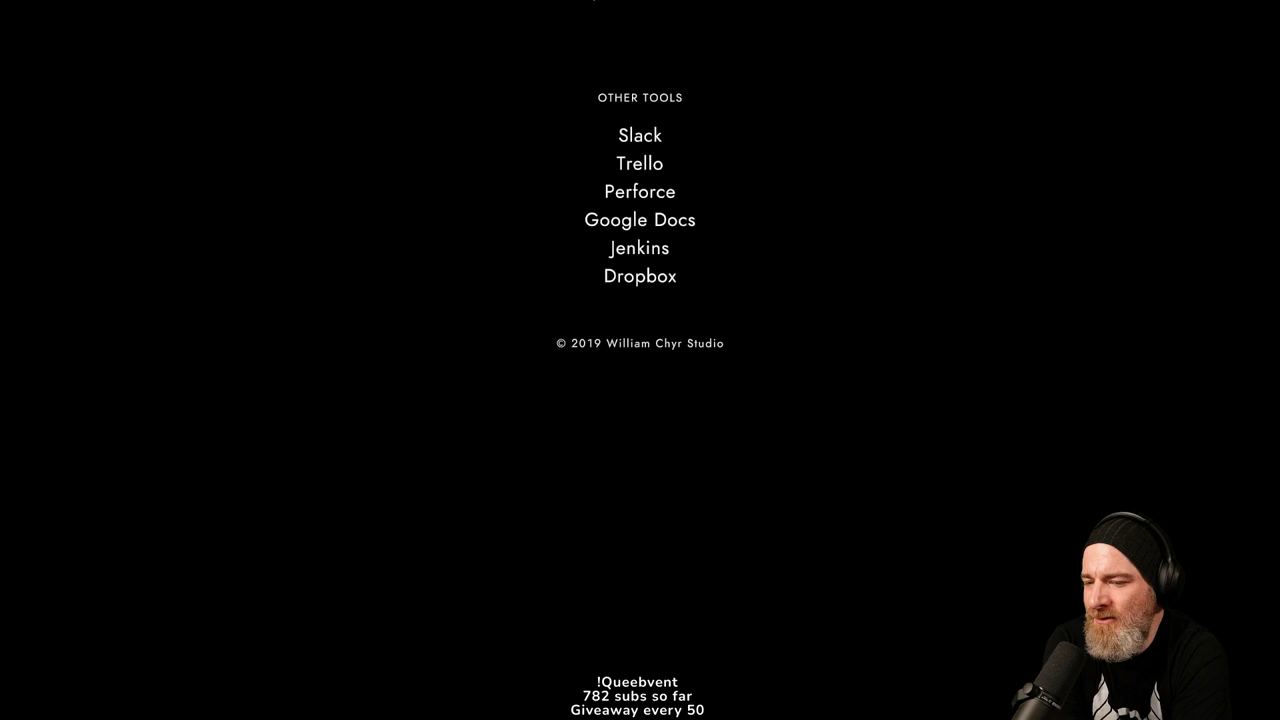 OTHER TOOLS
Slack
Trello
Perforce
Google Docs
Jenkins
Dropbox
© 2019 William Chyr Studio
!Queebvent
782 subs so far
Giveaway every 50